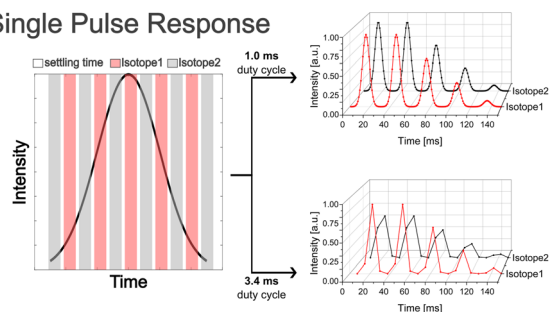 Single Pulse Response
settling time Isotope1 Isotope2
Intensity
Time
1.0 ms
duty cycle
3.4 ms
duty cycle
Intensity [a.u.]
1.00
0.75
0.50
0.25
0.00
0 20 40 60 80 100 120 140
Time [ms]
Isotope2
Isotope1
Intensity [a.u.]
1.00
0.75
0.50
0.25
0.00
0 20 40 60 80 100 120 140
Time [ms]
Isotope2
Isotope1